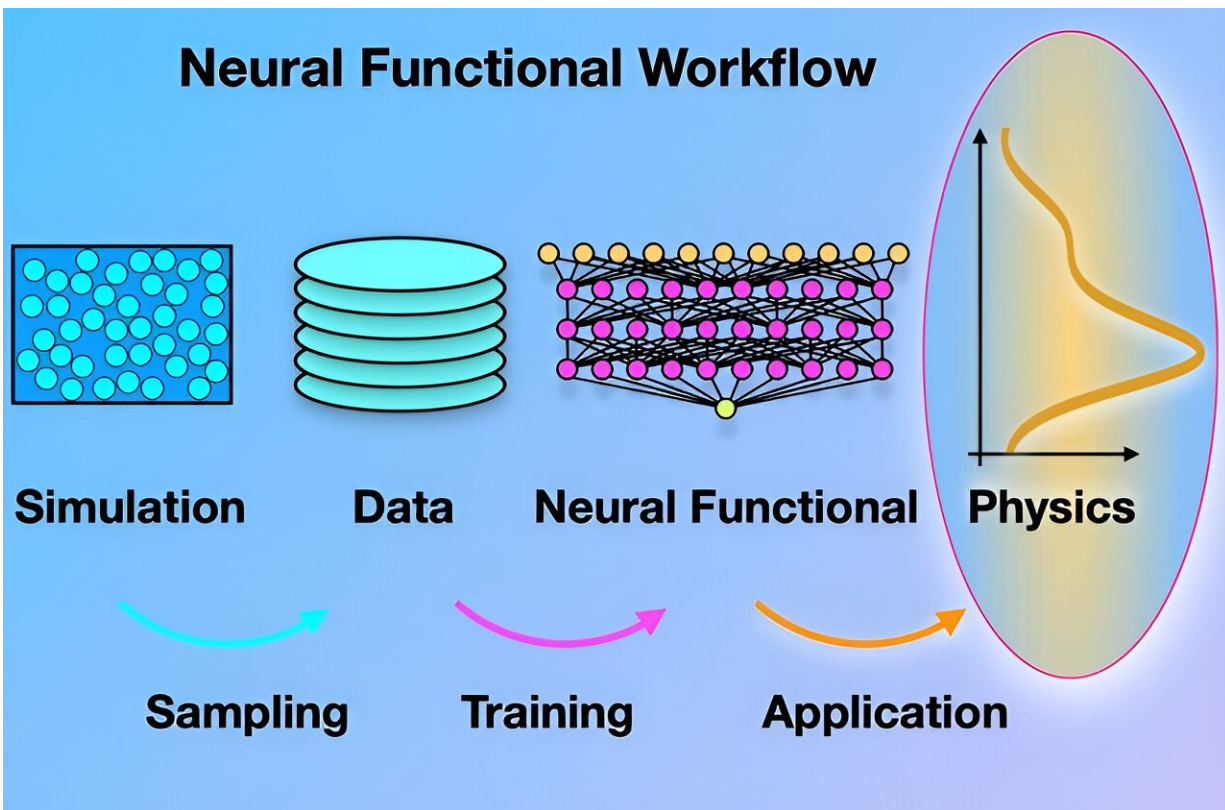 Neural Functional Workflow
Simulation
Data
Neural Functional
Physics
Sampling
Training
Application